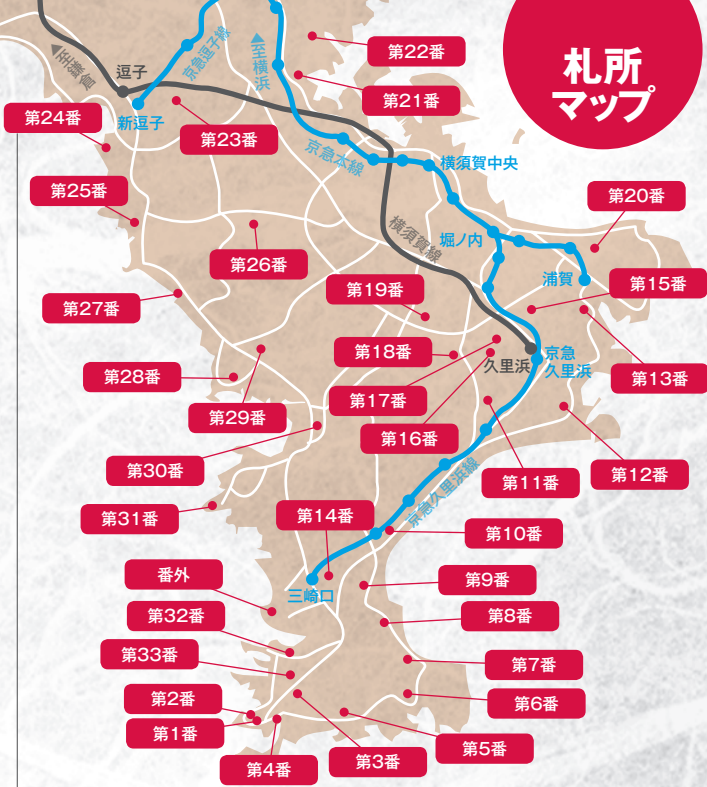 札所
マップ
第22番
第21番
至横浜
京急逗子線
至鎌倉
逗子
新逗子
第24番
第23番
京急本線
横須賀中央
第25番
第20番
堀ノ内
横須賀線
第26番
浦賀
第15番
第19番
第27番
第18番
久里浜
京急
久里浜
第13番
第28番
第17番
第29番
第16番
第30番
第12番
第11番
京急久里浜線
第31番
第14番
第10番
番外
三崎口
第9番
第32番
第8番
第33番
第7番
第2番
第6番
第1番
第5番
第3番
第4番